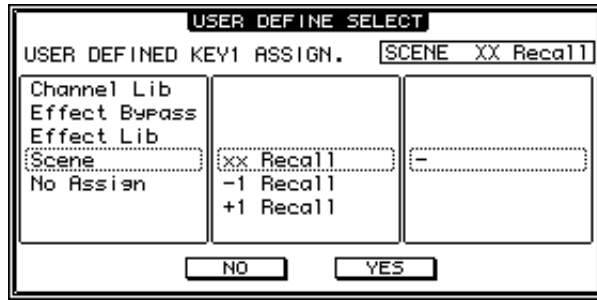 USER DEFINE SELECT
USER DEFINED KEY1 ASSIGN. SCENE XX Recall
Channel Lib
Effect Bypass
Effect Lib
Scene
No Assign
xx Recall
-1 Recall
+1 Recall
-
NO YES